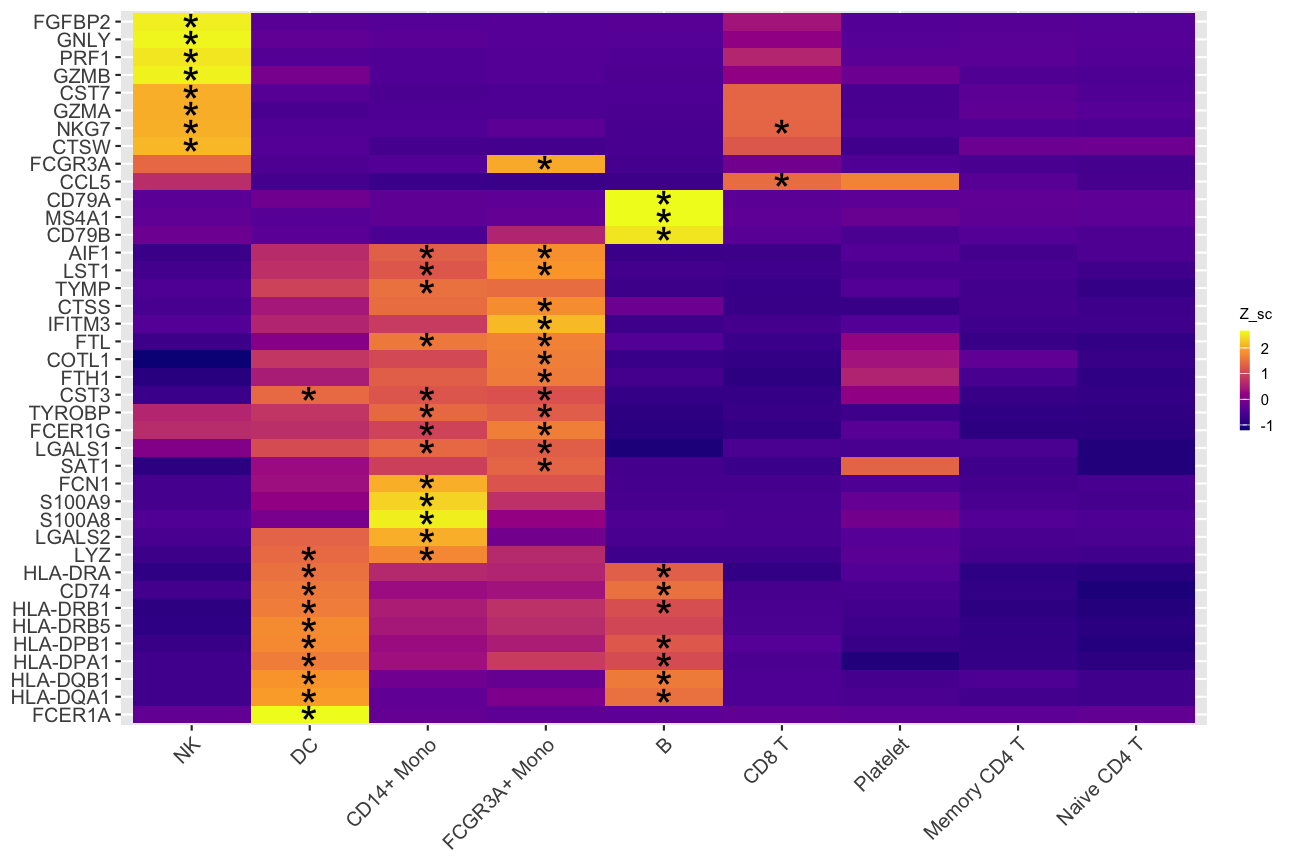 FGFBP2
GNLY
PRF1
GZMB
CST7
GZMA
NKG7
CTSW
FCGR3A
CCL5
CD79A
MS4A1
CD79B
AIF1
LST1
TYMP
CTSS
IFITM3
FTL
COTL1
FTH1
CST3
TYROBP
FCER1G
LGALS1
SAT1
FCN1
S100A9
S100A8
LGALS2
LYZ
HLA-DRA
CD74
HLA-DRB1
HLA-DRB5
HLA-DPB1
HLA-DPA1
HLA-DQB1
HLA-DQA1
FCER1A
NK
DC
CD14+ Mono
FCGR3A+ Mono
B
CD8 T
Platelet
Memory CD4 T
Naive CD4 T
Z_sc
2
1
0
-1